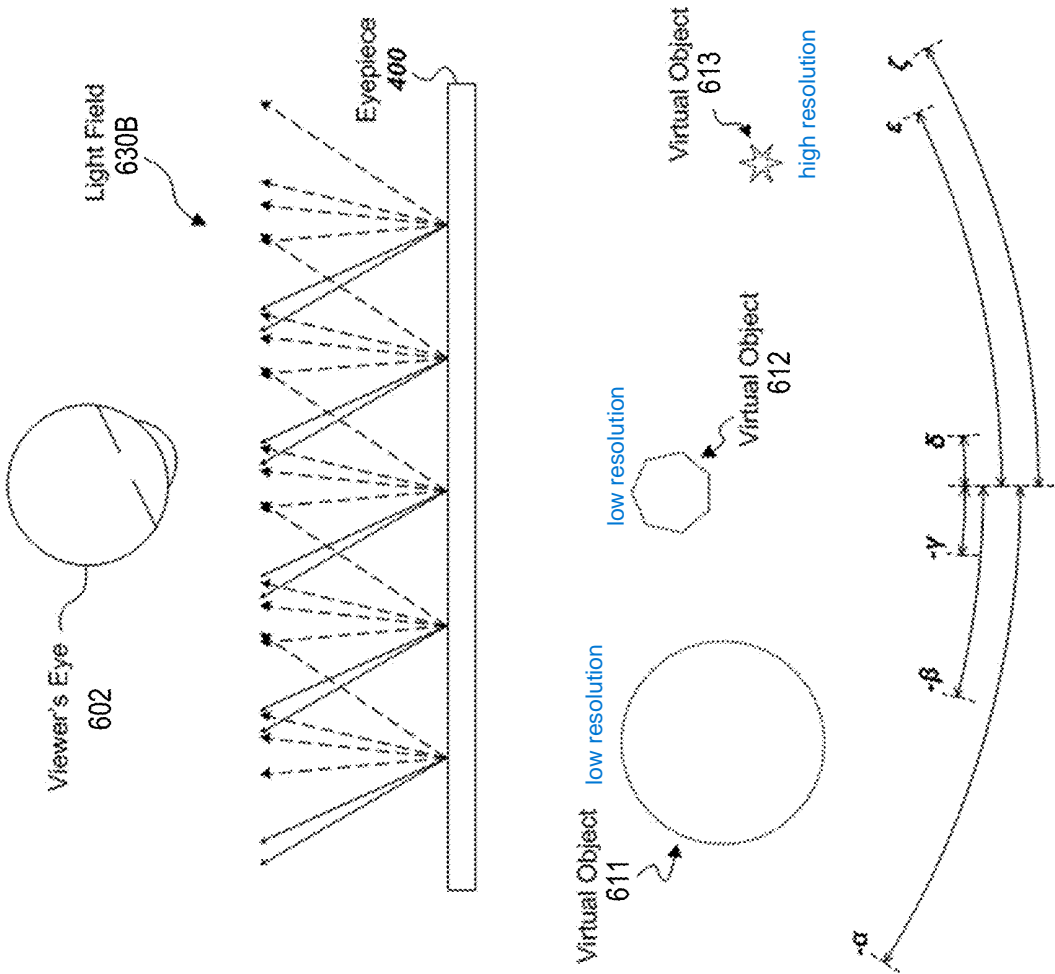 Viewer's Eye
602
Light Field
630B
Eyepiece
400
low resolution
low resolution
high resolution
Virtual Object
611
Virtual Object
612
Virtual Object
613
-α
-β
-γ
δ
ε
ζ